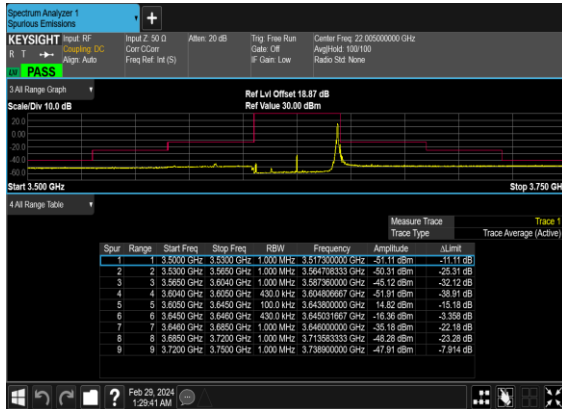 Spectrum Analyzer 1
Spurious Emissions
+
KEYSIGHT Input: RF Input Z: 50 Ω Atten: 20 dB Trig: Free Run Center Freq: 22.005000000 GHz
R T Coupling: DC Corr CCorr Gate: Off Avg|Hold: 100/100
Align: Auto Freq Ref: Int (S) IF Gain: Low Radio Std: None
PASS
3 All Range Graph
Ref Lvl Offset 18.87 dB
Scale/Div 10.0 dB Ref Value 30.00 dBm
20.0
0.00
-20.0
-40.0
-60.0
Start 3.500 GHz Stop 3.750 GH
4 All Range Table
Measure Trace Trace 1
Trace Type Trace Average (Active)
Spur Range Start Freq Stop Freq RBW Frequency Amplitude ΔLimit
1 1 3.5000 GHz 3.5300 GHz 1.000 MHz 3.517300000 GHz -51.11 dBm -11.11 dB
2 2 3.5300 GHz 3.5650 GHz 1.000 MHz 3.564708333 GHz -50.31 dBm -25.31 dB
3 3 3.5650 GHz 3.6040 GHz 1.000 MHz 3.587360000 GHz -45.12 dBm -32.12 dB
4 4 3.6040 GHz 3.6050 GHz 430.0 kHz 3.604806667 GHz -51.91 dBm -38.91 dB
5 5 3.6050 GHz 3.6450 GHz 100.0 kHz 3.643800000 GHz 14.82 dBm -15.18 dB
6 6 3.6450 GHz 3.6460 GHz 430.0 kHz 3.645031667 GHz -16.36 dBm -3.358 dB
7 7 3.6460 GHz 3.6850 GHz 1.000 MHz 3.646000000 GHz -35.18 dBm -22.18 dB
8 8 3.6850 GHz 3.7200 GHz 1.000 MHz 3.713583333 GHz -48.28 dBm -23.28 dB
9 9 3.7200 GHz 3.7500 GHz 1.000 MHz 3.738900000 GHz -47.91 dBm -7.914 dB
? Feb 29, 2024
1:29:41 AM